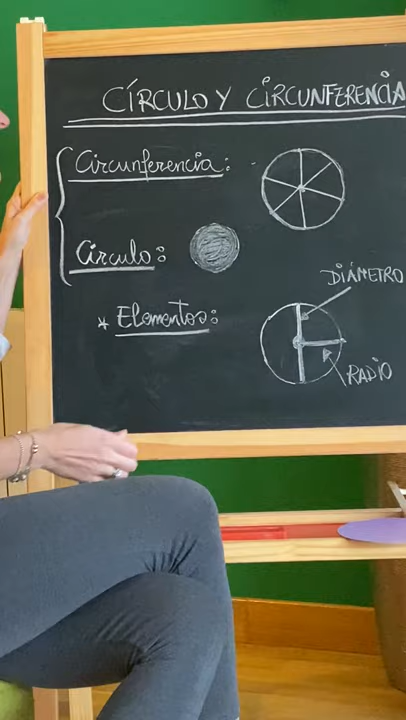 CÍRCULO Y CIRCUNFERENCIA
Circunferencia:
Círculo:
DIÁMETRO
* Elementos:
RADIO